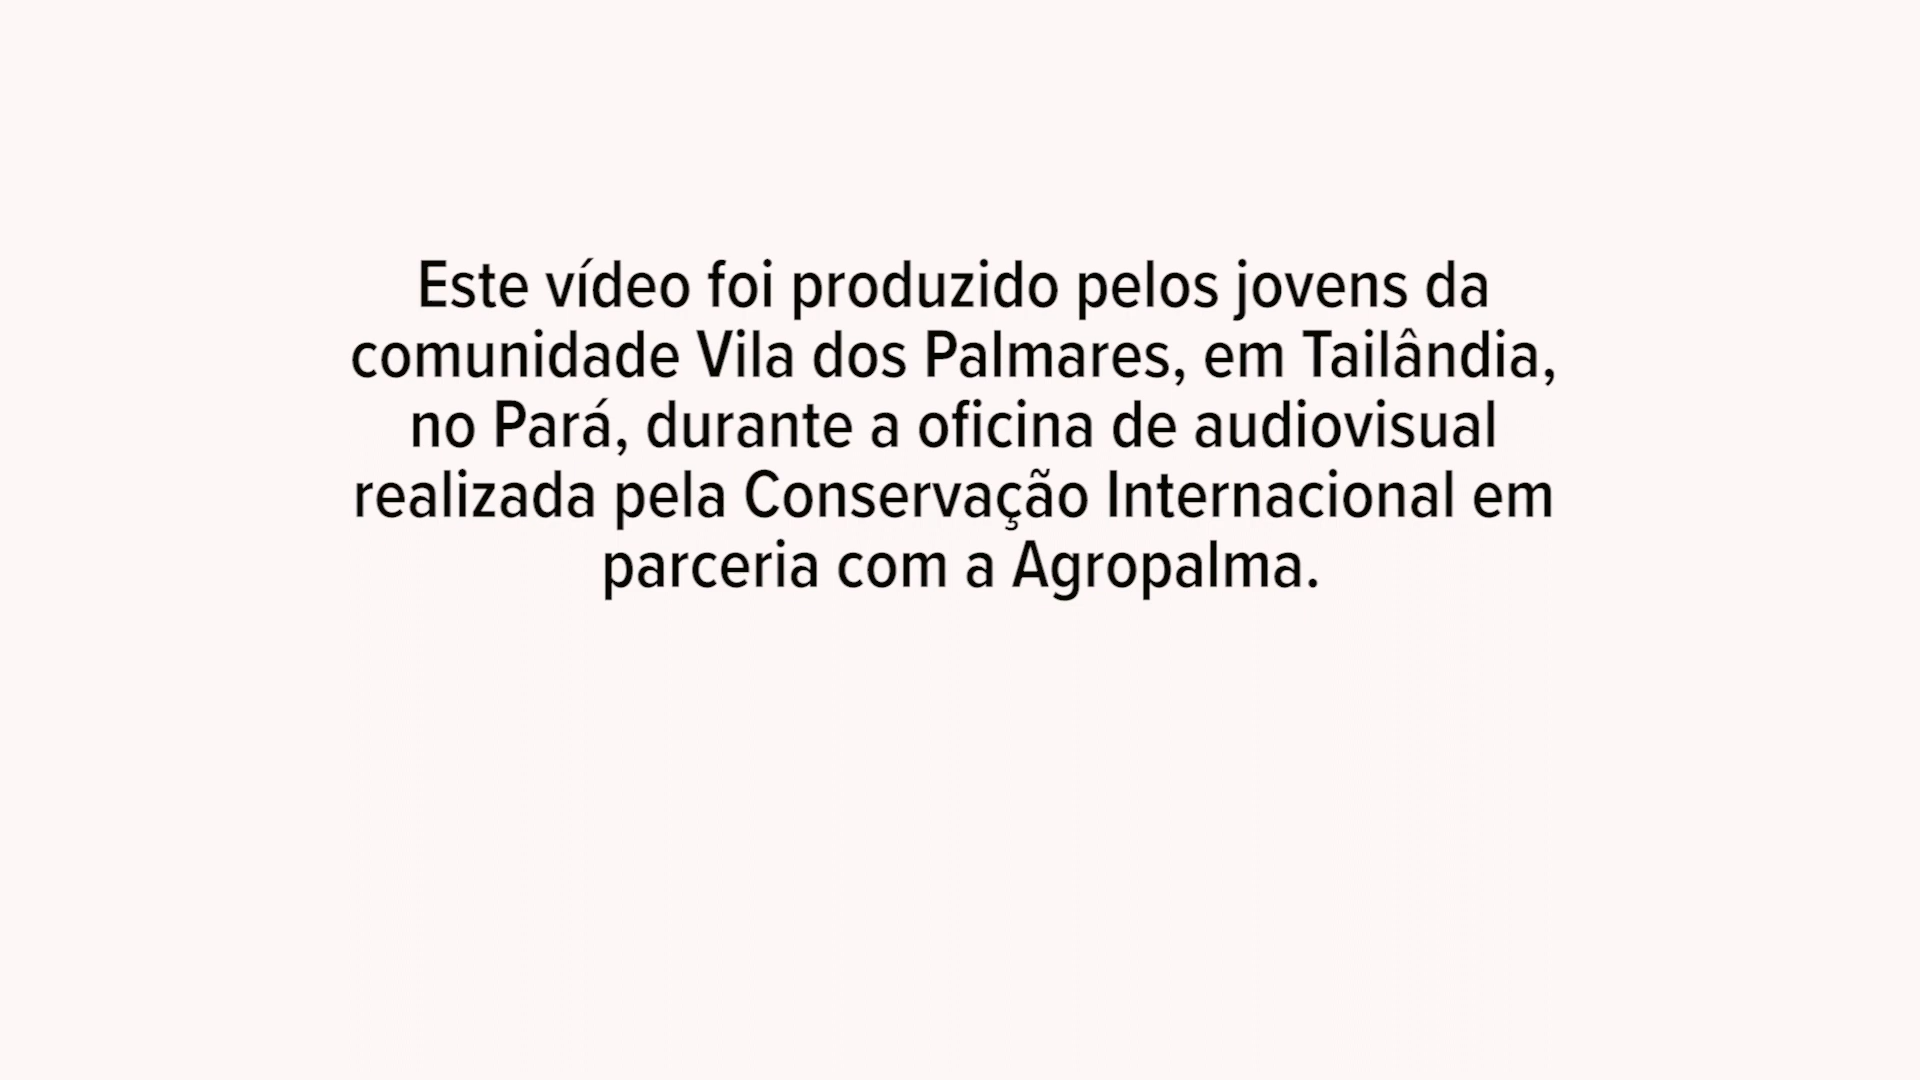 Este vídeo foi produzido pelos jovens da
comunidade Vila dos Palmares, em Tailândia,
no Pará, durante a oficina de audiovisual
realizada pela Conservação Internacional em
parceria com a Agropalma.